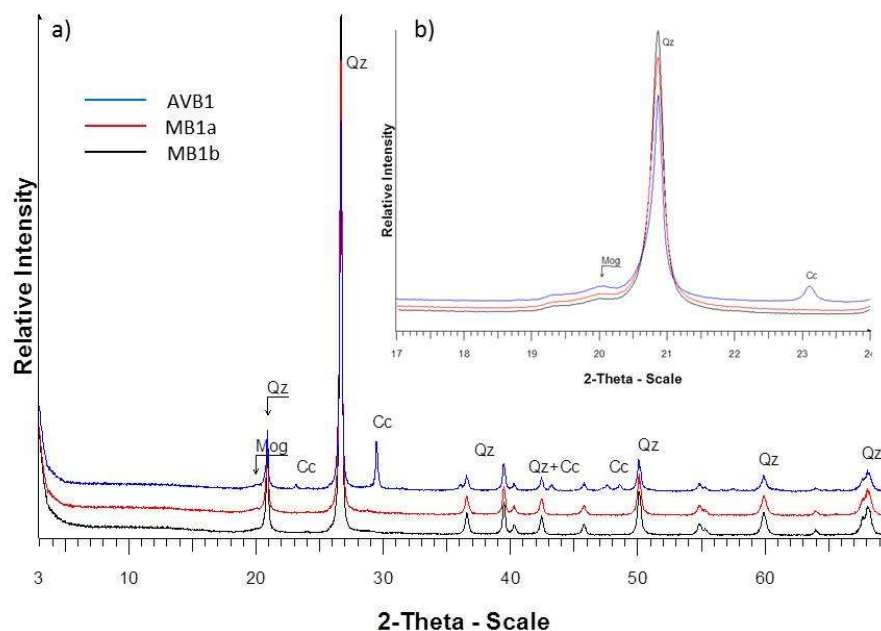 a)
Qz
AVB1
MB1a
MB1b
Relative Intensity
Qz
Mog
Cc
Cc
Qz
Qz+Cc
Cc
Qz
Qz
Qz
3 10 20 30 40 50 60
2-Theta - Scale
b)
Qz
Relative Intensity
Mog
Cc
17 18 19 20 21 22 23 24
2-Theta - Scale